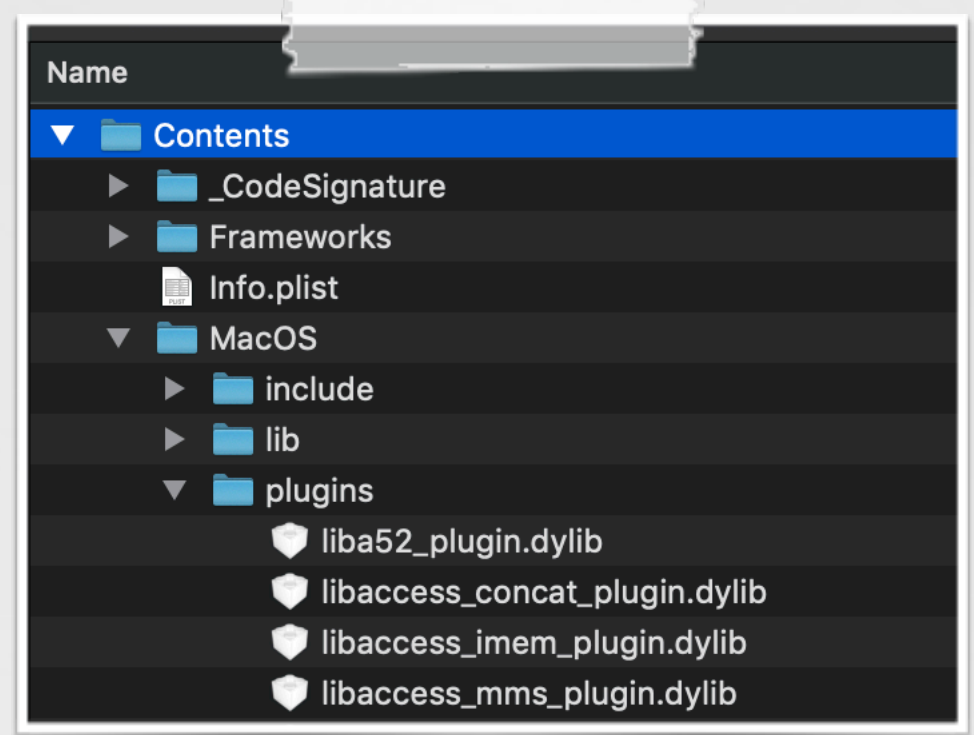 Name
Contents
_CodeSignature
Frameworks
Info.plist
MacOS
include
lib
plugins
liba52_plugin.dylib
libaccess_concat_plugin.dylib
libaccess_imem_plugin.dylib
libaccess_mms_plugin.dylib